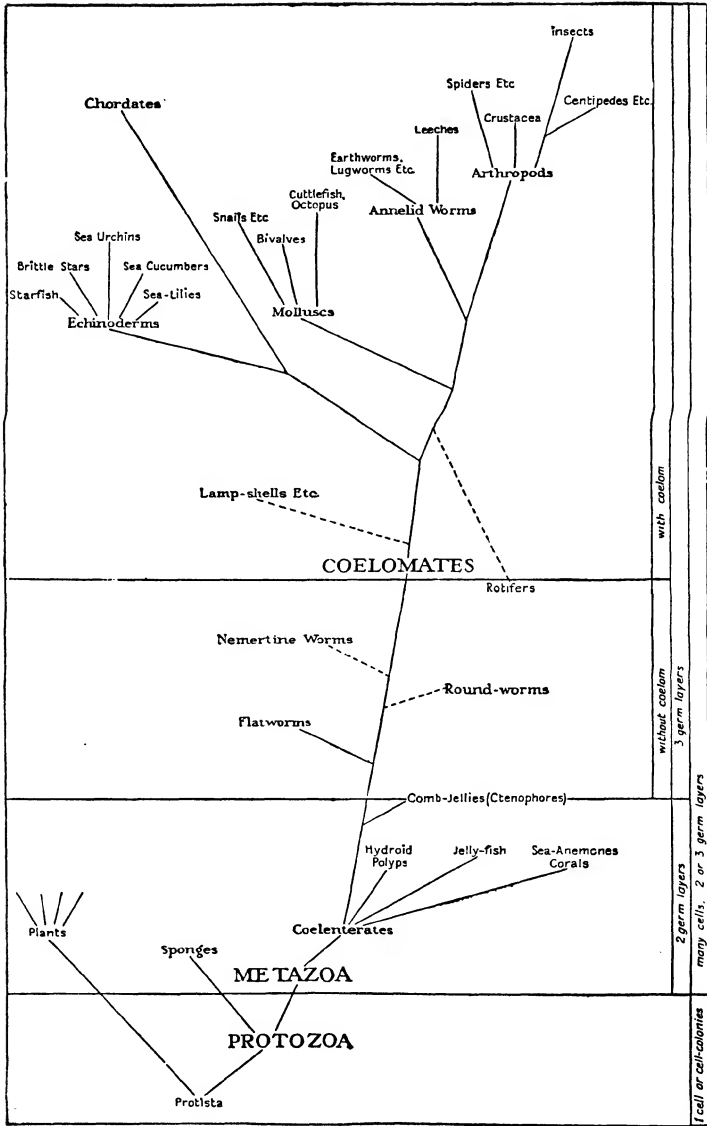 insects
Spiders Etc
Centipedes Etc.
Chordates
Crustacea
Leeches
Earthworms,
Lugworms Etc.
Arthropods
Cuttlefish,
Octopus
Annelid Worms
Snails Etc
Bivalves
Sea Urchins
Brittle Stars
Sea Cucumbers
Starfish
Sea-Lilies
Molluscs
Echinoderms
Lamp-shells Etc.
with coelom
COELOMATES
Rotifers
Nemertine Worms
Round-worms
Flatworms
without coelom
3 germ layers
Comb-Jellies (Ctenophores)
Hydroid
Polyps
Jelly-fish
Sea-Anemones
Corals
Coelenterates
Plants
Sponges
METAZOA
2 germ layers
many cells. 2 or 3 germ layers
PROTOZOA
Protista
1 cell or cell-colonies